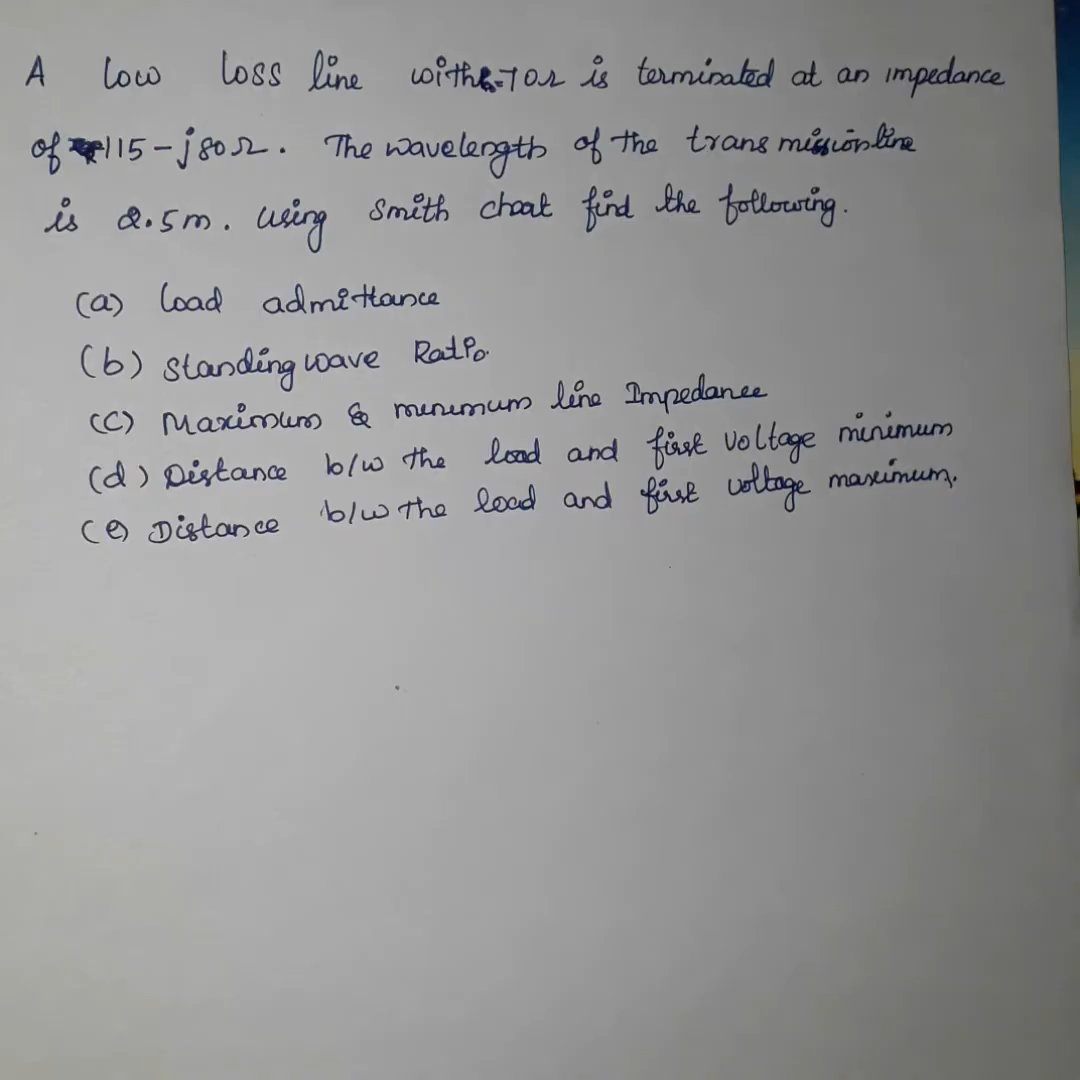 A low loss line with R₀=70Ω is terminated at an impedance
of 115-j80Ω. The wavelength of the transmission line
is 2.5m. using smith chart find the following.
(a) load admittance
(b) standing wave Ratio.
(c) Maximum & minimum line Impedance
(d) Distance b/w the load and first voltage minimum
(e) Distance b/w the load and first voltage maximum.